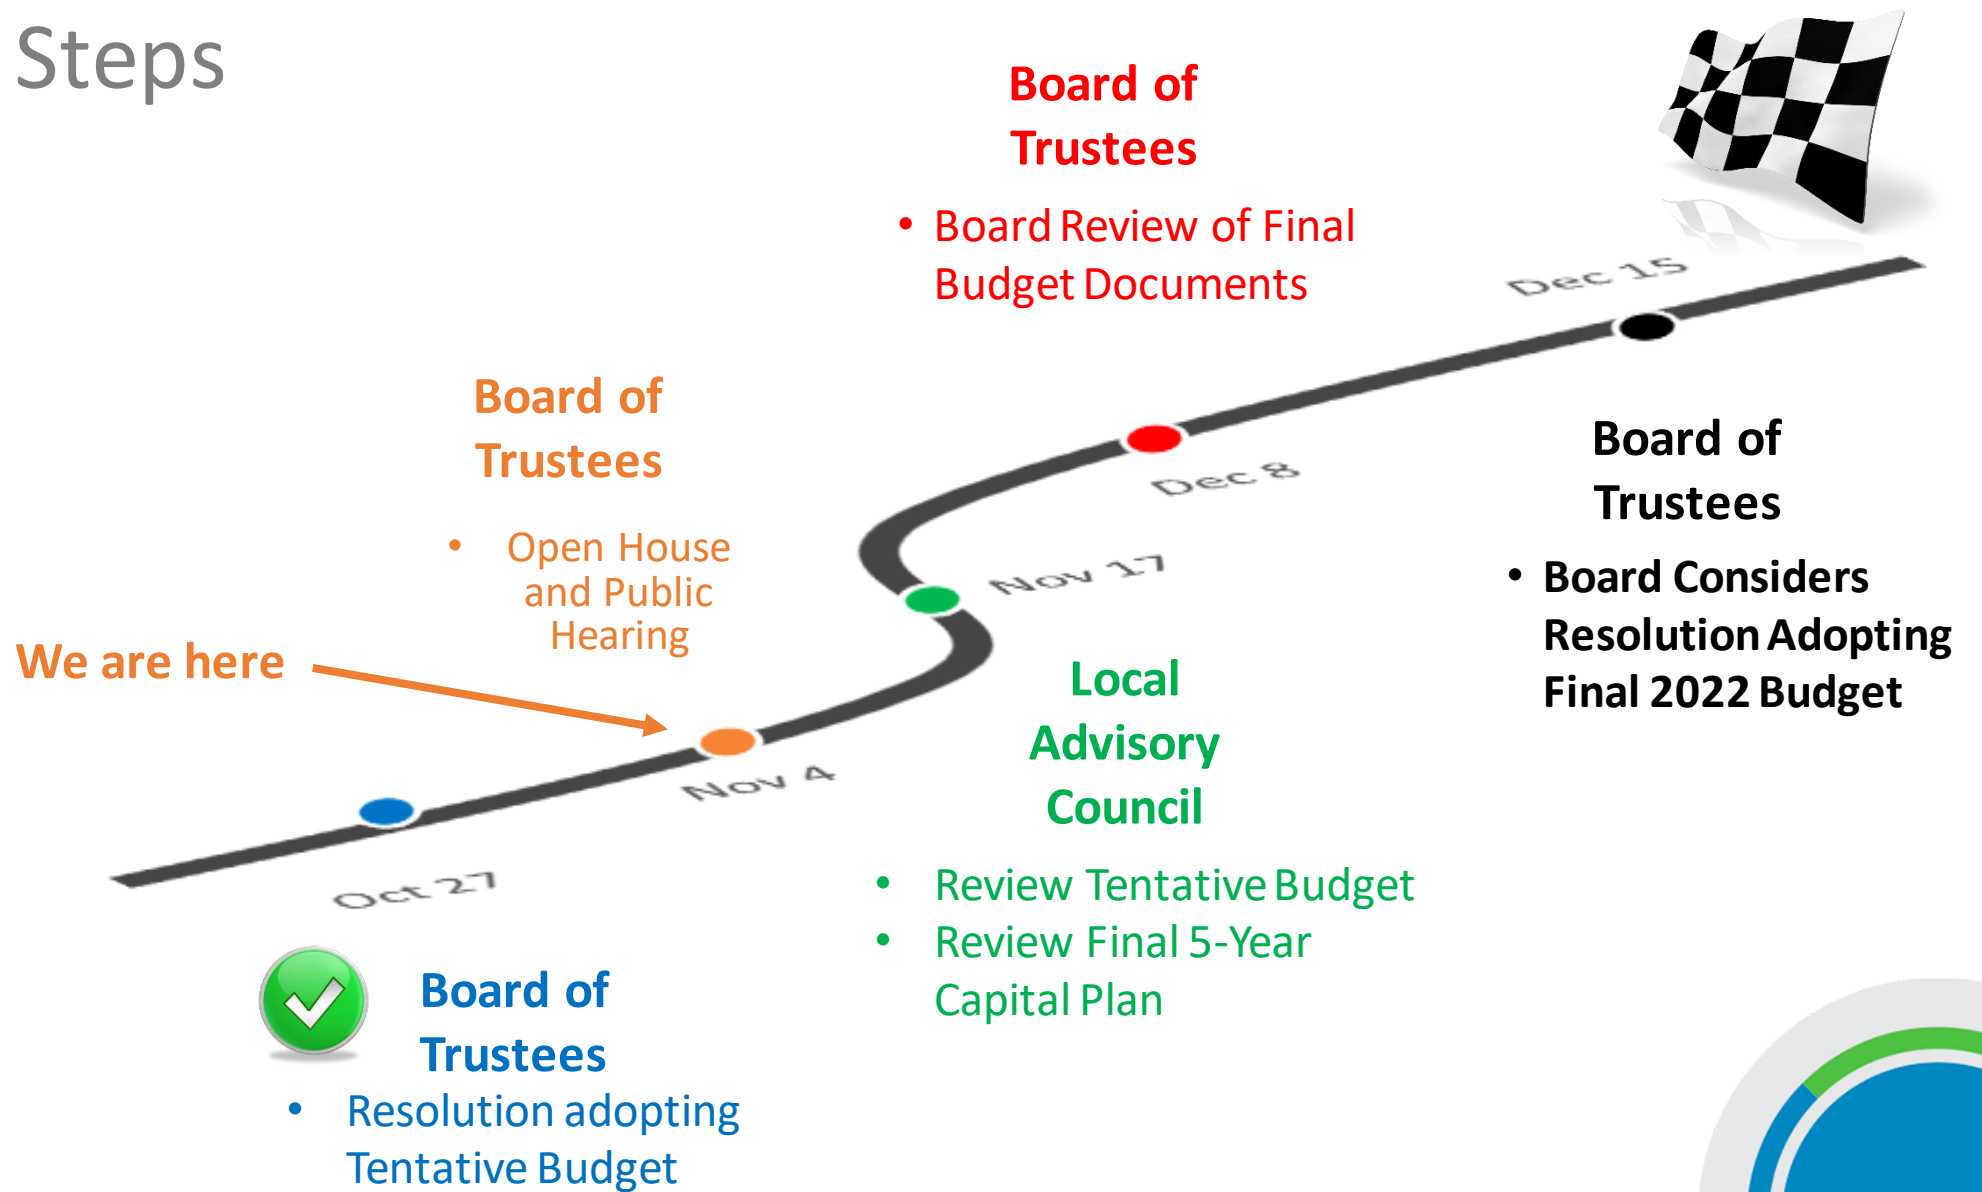 Steps
Board of
Trustees
• Board Review of Final
Budget Documents
Dec 15
Board of
Trustees
• Open House
and Public
Hearing
We are here
Dec 8
Board of
Trustees
• Board Considers
Resolution Adopting
Final 2022 Budget
Nov 17
Local
Advisory
Council
• Review Tentative Budget
• Review Final 5-Year
Capital Plan
Nov 4
Oct 27
Board of
Trustees
• Resolution adopting
Tentative Budget